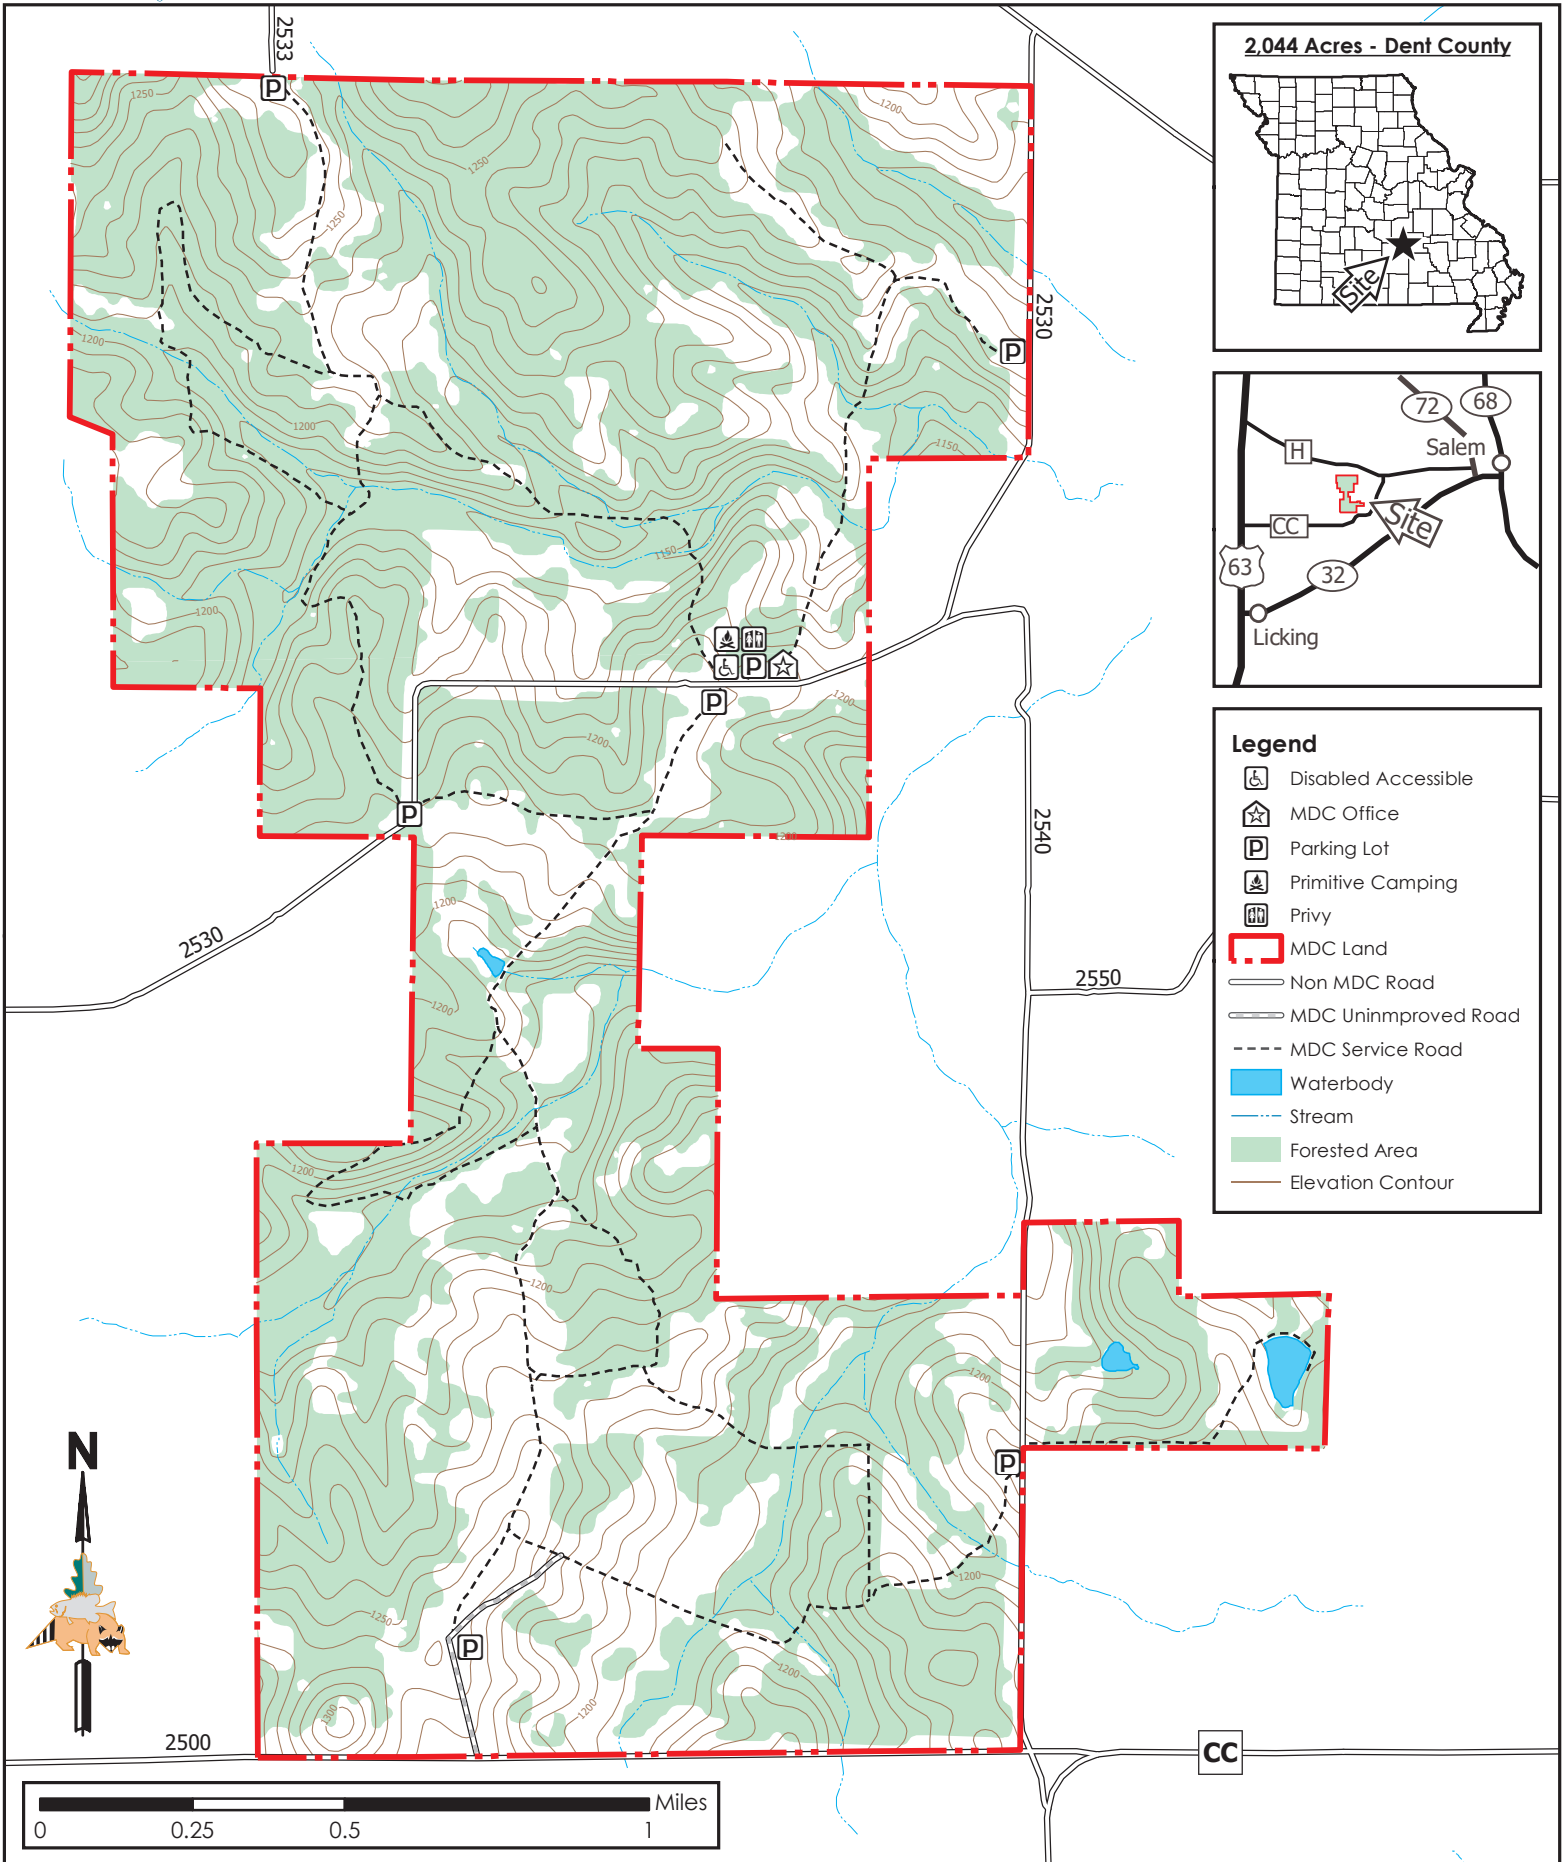 2533
P
1250
1200
1250
1250
2530
P
1200
1200
1150
1150
1200
P
P
1200
1200
P
1200
2540
1200
2530
1200
2550
1200
1200
1200
P
1200
1250
P
1200
1300
1200
2500
CC
N
Miles
0 0.25 0.5 1
2,044 Acres - Dent County
Site
72
68
Salem
H
CC
Site
63
32
Licking
Legend
Disabled Accessible
MDC Office
P Parking Lot
Primitive Camping
Privy
MDC Land
Non MDC Road
MDC Uninmproved Road
MDC Service Road
Waterbody
Stream
Forested Area
Elevation Contour